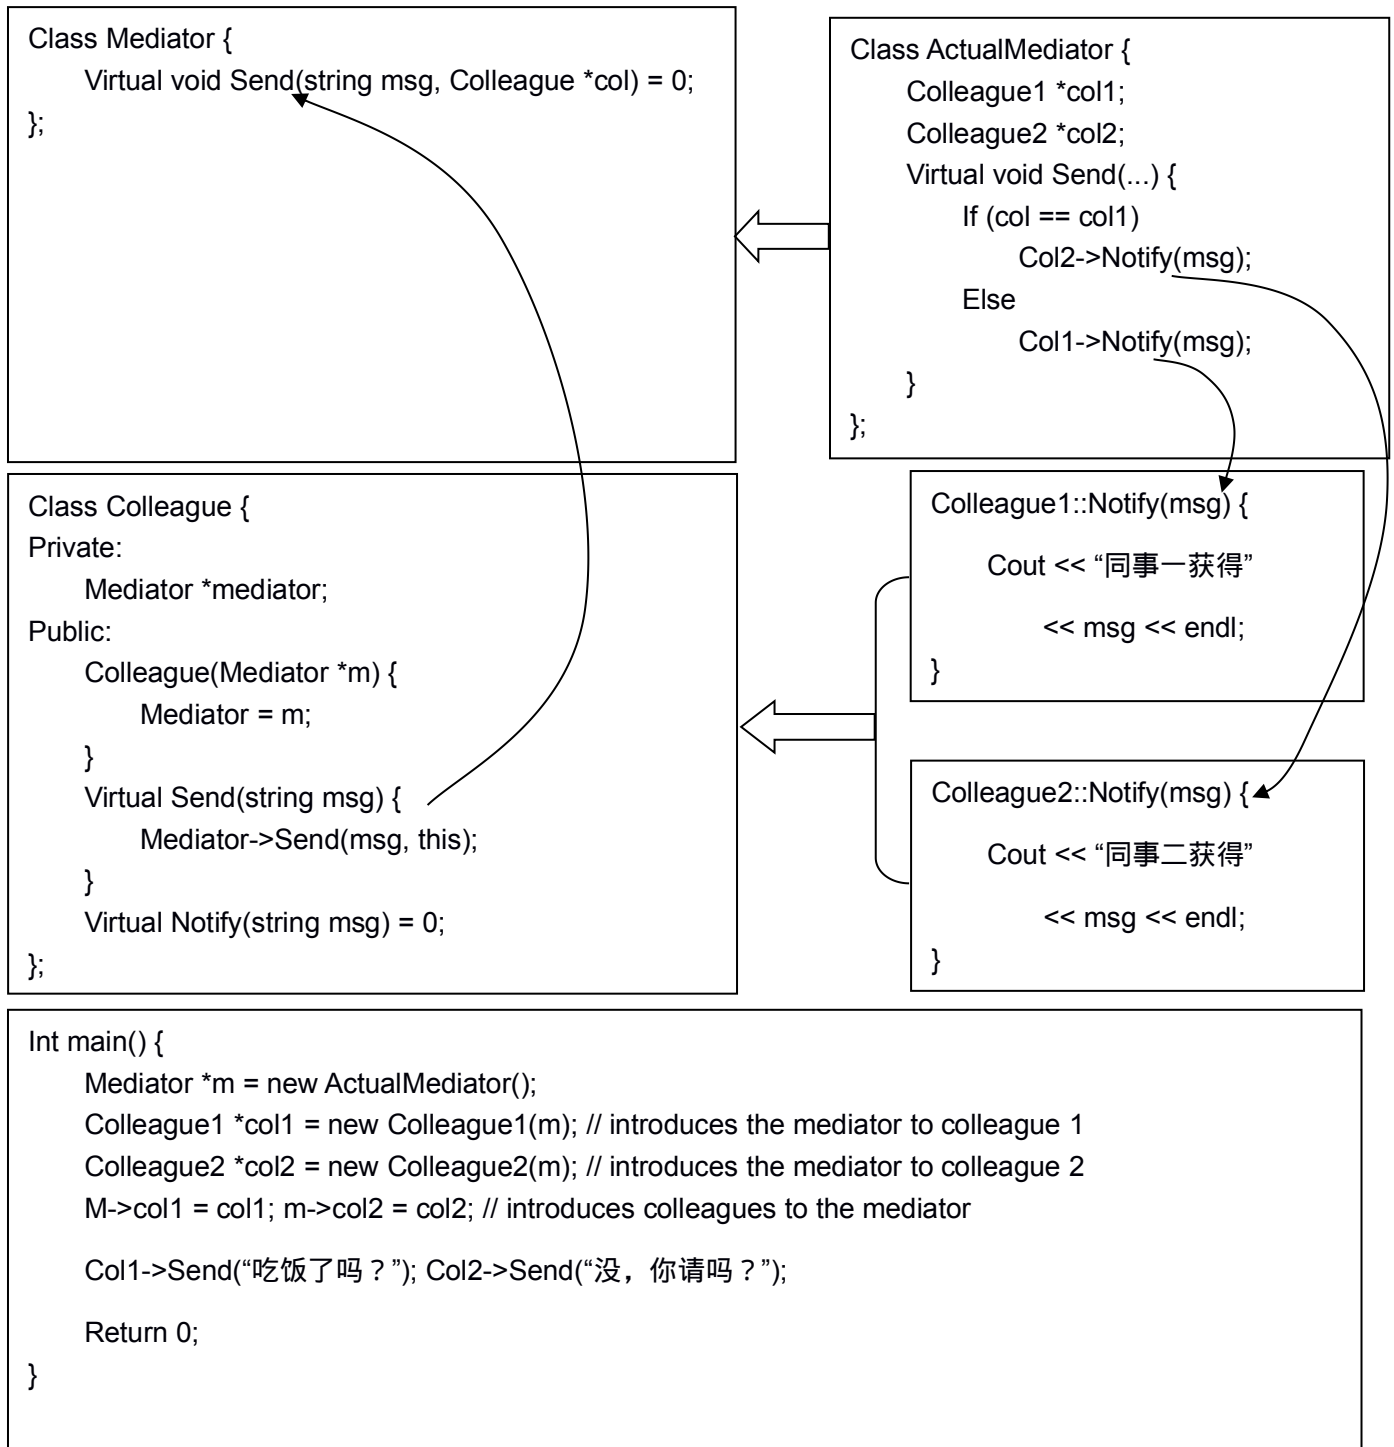 Class Mediator {
Virtual void Send(string msg, Colleague *col) = 0;
};
Class ActualMediator {
Colleague1 *col1;
Colleague2 *col2;
Virtual void Send(...) {
If (col == col1)
Col2->Notify(msg);
Else
Col1->Notify(msg);
}
};
Class Colleague {
Private:
Mediator *mediator;
Public:
Colleague(Mediator *m) {
Mediator = m;
}
Virtual Send(string msg) {
Mediator->Send(msg, this);
}
Virtual Notify(string msg) = 0;
};
Colleague1::Notify(msg) {
Cout << “同事一获得”
<< msg << endl;
}
Colleague2::Notify(msg) {
Cout << “同事二获得”
<< msg << endl;
}
Int main() {
Mediator *m = new ActualMediator();
Colleague1 *col1 = new Colleague1(m); // introduces the mediator to colleague 1
Colleague2 *col2 = new Colleague2(m); // introduces the mediator to colleague 2
M->col1 = col1; m->col2 = col2; // introduces colleagues to the mediator
Col1->Send(“吃饭了吗？”); Col2->Send(“没，你请吗？”);
Return 0;
}